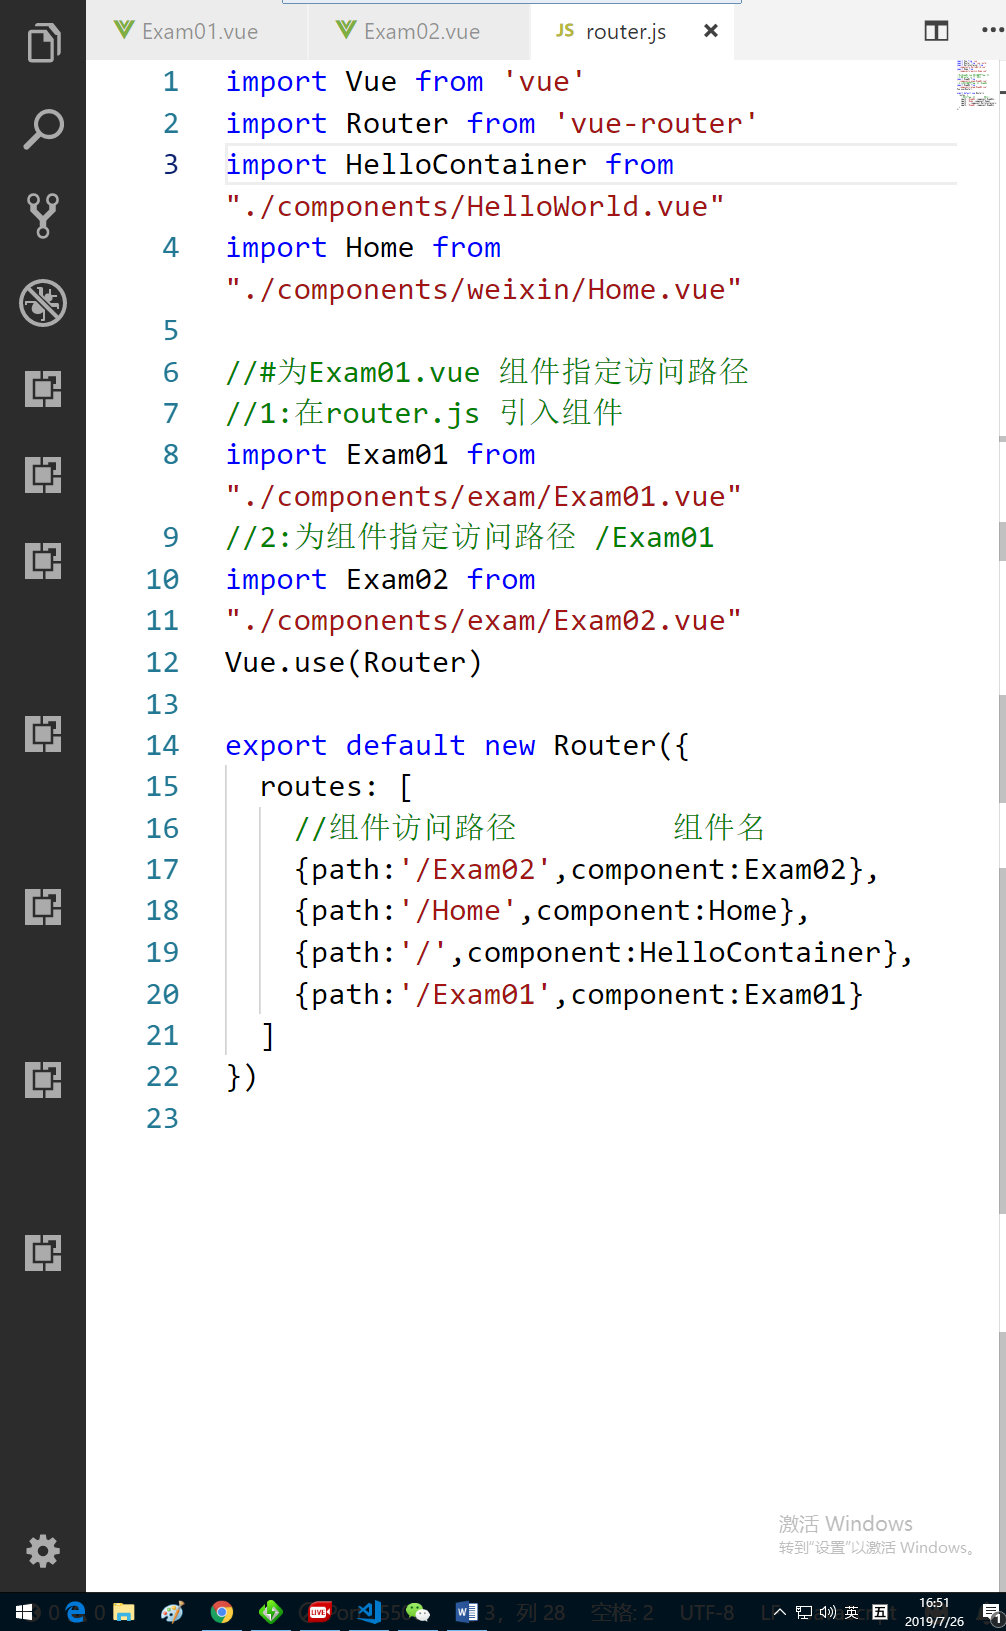 Exam01.vue Exam02.vue JS router.js ×
1 import Vue from 'vue'
2 import Router from 'vue-router'
3 import HelloContainer from
"./components/HelloWorld.vue"
4 import Home from
"./components/weixin/Home.vue"
5
6 //#为Exam01.vue 组件指定访问路径
7 //1:在router.js 引入组件
8 import Exam01 from
"./components/exam/Exam01.vue"
9 //2:为组件指定访问路径 /Exam01
10 import Exam02 from
11 "./components/exam/Exam02.vue"
12 Vue.use(Router)
13
14 export default new Router({
15 routes: [
16 //组件访问路径 组件名
17 {path:'/Exam02',component:Exam02},
18 {path:'/Home',component:Home},
19 {path:'/',component:HelloContainer},
20 {path:'/Exam01',component:Exam01}
21 ]
22 })
23
激活 Windows
转到"设置"以激活 Windows。
0 0 LIVE 3, 列 28 空格: 2 UTF-8 英 五 16:51
2019/7/26 1